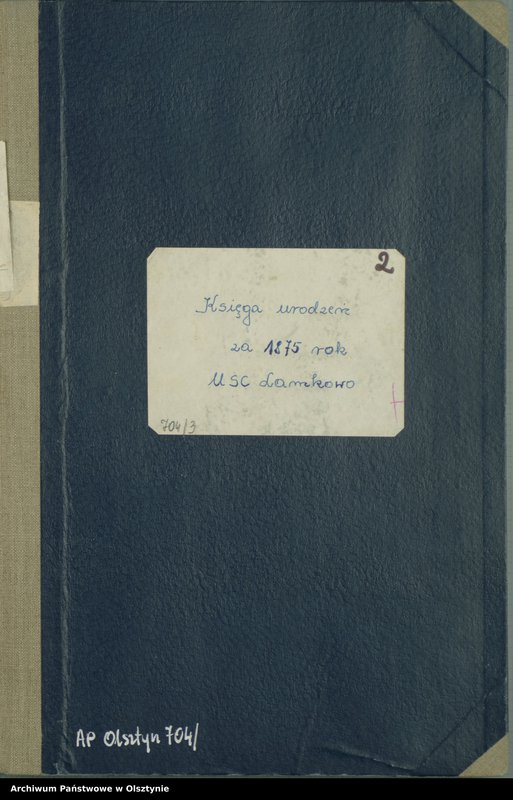 2
Księga urodzeń
za 1875 rok
USC Lamkowo
704/3
AP Olsztyn 704/
Archiwum Państwowe w Olsztynie